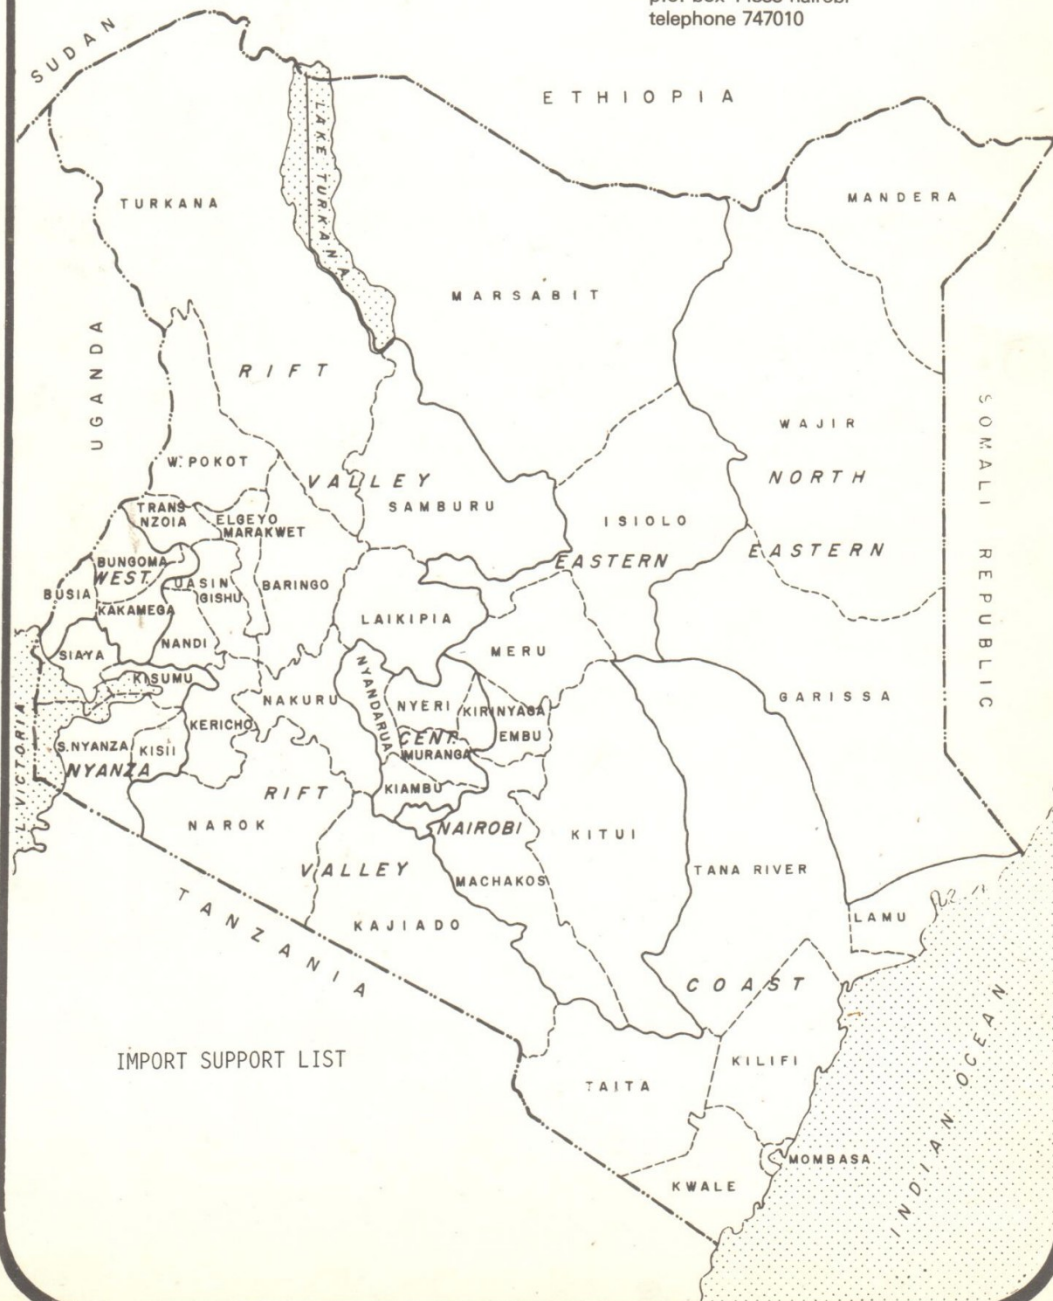 telephone 747010
SUDAN
ETHIOPIA
LAKE TURKANA
TURKANA
MANDERA
MARSABIT
UGANDA
RIFT
SOMALI REPUBLIC
WAJIR
W. POKOT
VALLEY
NORTH
SAMBURU
TRANS
NZOIA
ELGEYO
MARAKWET
ISIOLO
EASTERN
EASTERN
BUNGOMA
WEST.
BUSIA
UASIN
GISHU
BARINGO
KAKAMEGA
LAIKIPIA
NANDI
SIAYA
MERU
KISUMU
NYANDARUA
NAKURU
NYERI
KIRINYAGA
GARISSA
KERICHO
EMBU
CENT.
S.NYANZA
KISII
MURANGA
NYANZA
L. VICTORIA
KIAMBU
RIFT
NAROK
NAIROBI
KITUI
VALLEY
MACHAKOS
TANA RIVER
TANZANIA
KAJIADO
LAMU
COAST
INDIAN OCEAN
IMPORT SUPPORT LIST
KILIFI
TAITA
MOMBASA
KWALE